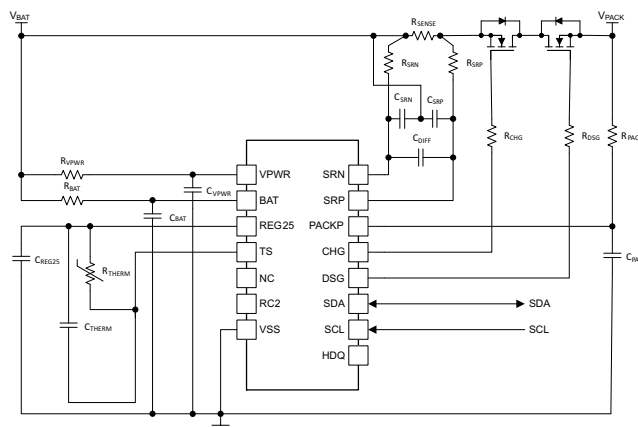 VBAT
RSENSE
VPACK
RSRN
RSRP
CSRN
CSRP
CDIFF
RCHG
RDSG
RPAC
RVPWR
RBAT
CVPWR
CBAT
VPWR
BAT
REG25
TS
NC
RC2
VSS
SRN
SRP
PACKP
CHG
DSG
SDA
SCL
HDQ
SDA
SCL
CREG25
RTHERM
CTHERM
CPA